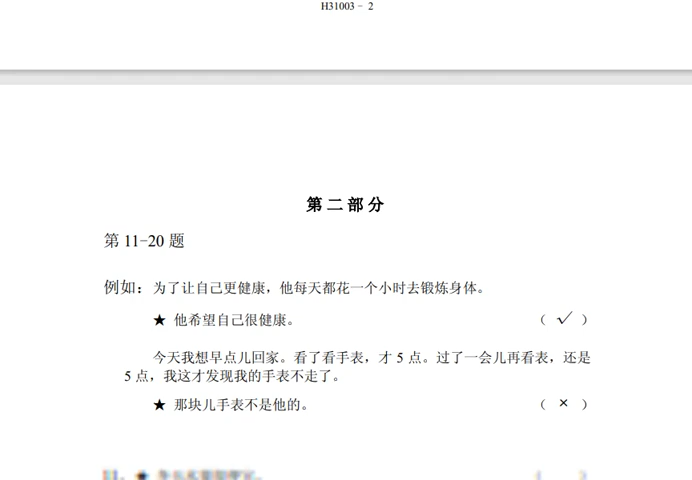 H31003 - 2
第 二 部 分
第 11-20 题
例如：为了让自己更健康，他每天都花一个小时去锻炼身体。
★ 他希望自己很健康。 （ √ ）
今天我想早点儿回家。看了看手表，才 5 点。过了一会儿再看表，还是
5 点，我这才发现我的手表不走了。
★ 那块儿手表不是他的。 （ × ）